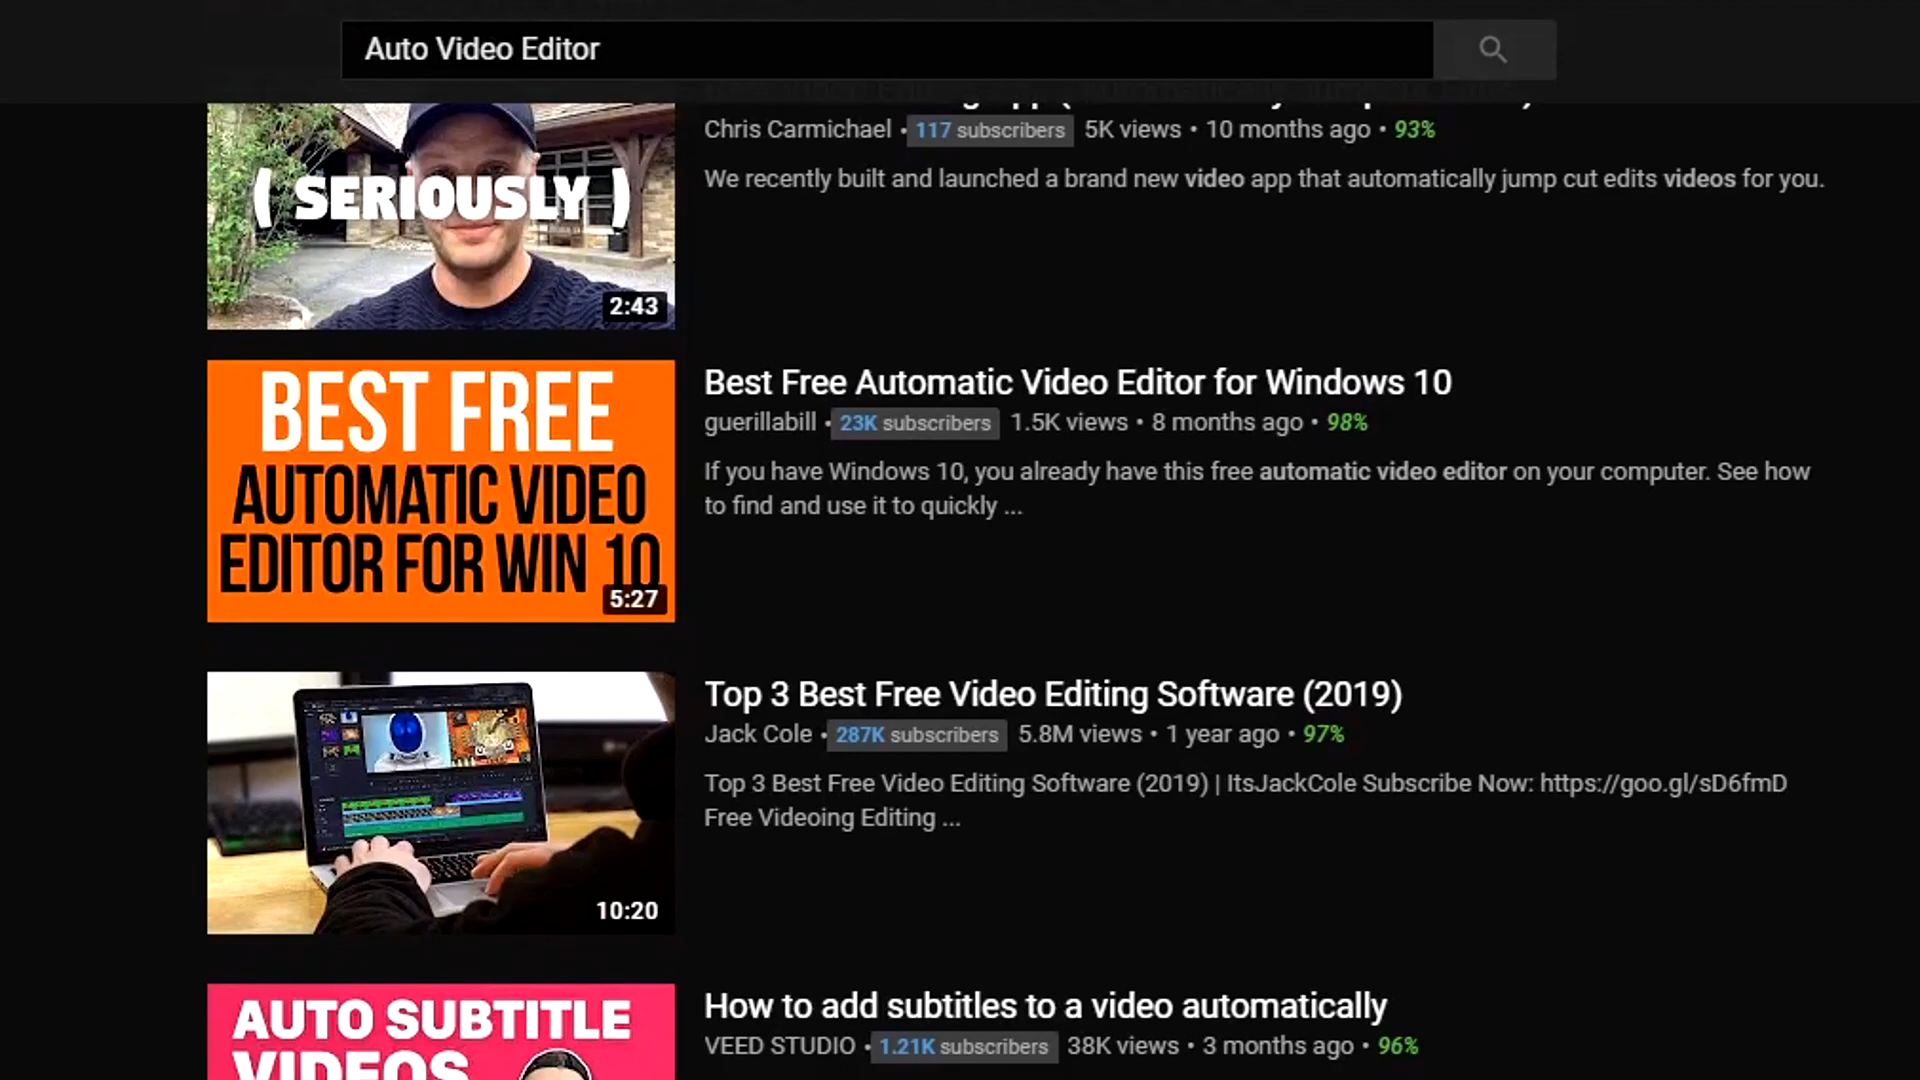 Auto Video Editor
Chris Carmichael • 117 subscribers 5K views • 10 months ago • 93%
We recently built and launched a brand new video app that automatically jump cut edits videos for you.
( SERIOUSLY )
2:43
BEST FREE
AUTOMATIC VIDEO
EDITOR FOR WIN 10
5:27
Best Free Automatic Video Editor for Windows 10
guerillabill • 23K subscribers 1.5K views • 8 months ago • 98%
If you have Windows 10, you already have this free automatic video editor on your computer. See how
to find and use it to quickly ...
10:20
Top 3 Best Free Video Editing Software (2019)
Jack Cole • 287K subscribers 5.8M views • 1 year ago • 97%
Top 3 Best Free Video Editing Software (2019) | ItsJackCole Subscribe Now: https://goo.gl/sD6fmD
Free Videoing Editing ...
AUTO SUBTITLE
VIDEOS
How to add subtitles to a video automatically
VEED STUDIO • 1.21K subscribers 38K views • 3 months ago • 96%